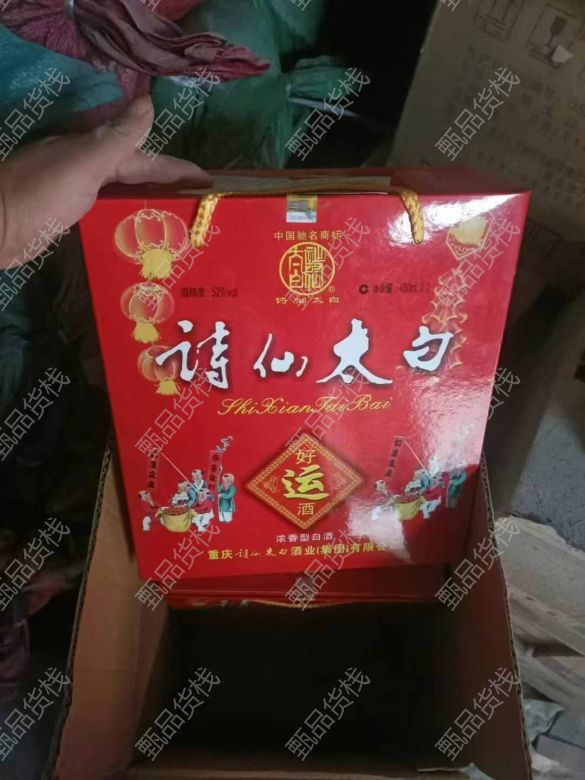 中国驰名商标
诗仙太白
酒精度：52%vol
净含量：480mL X 2
诗仙太白
ShiXianTaiBai
好
运
酒
浓香型白酒
重庆诗仙太白酒业(集团)有限公
甄品货栈